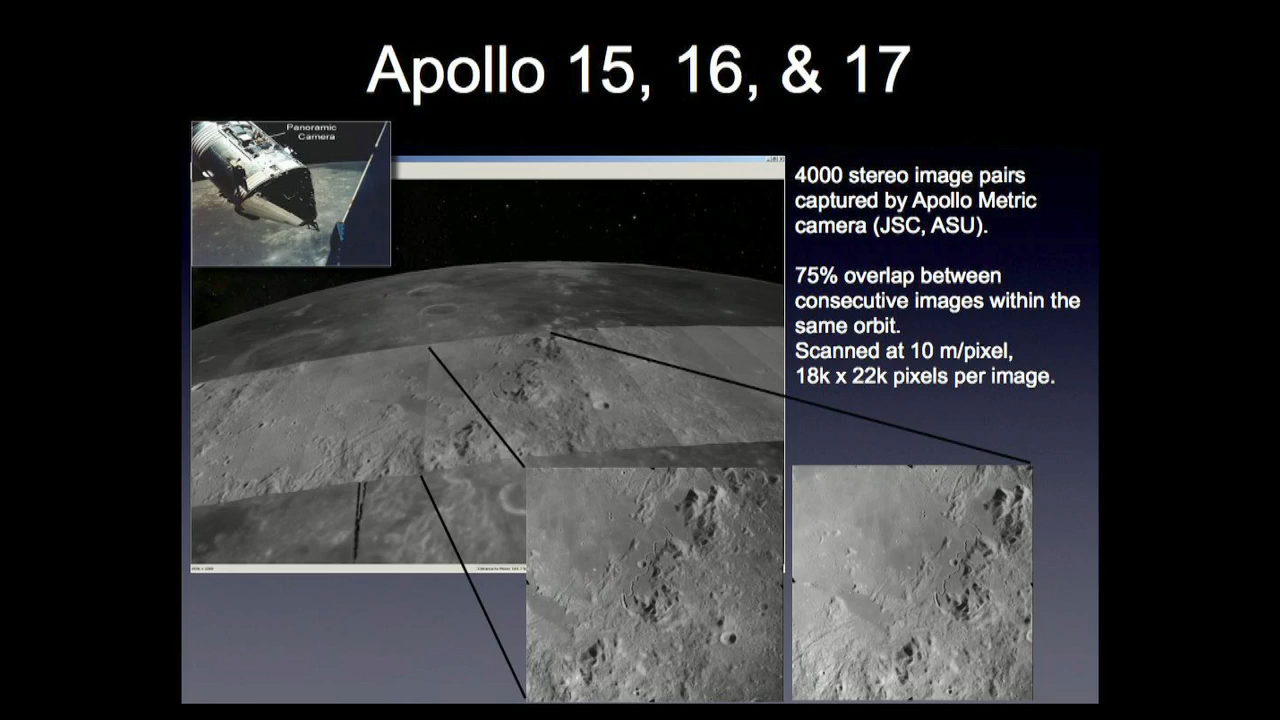 Apollo 15, 16, & 17
Panoramic
Camera
4000 stereo image pairs
captured by Apollo Metric
camera (JSC, ASU).
75% overlap between
consecutive images within the
same orbit.
Scanned at 10 m/pixel,
18k x 22k pixels per image.